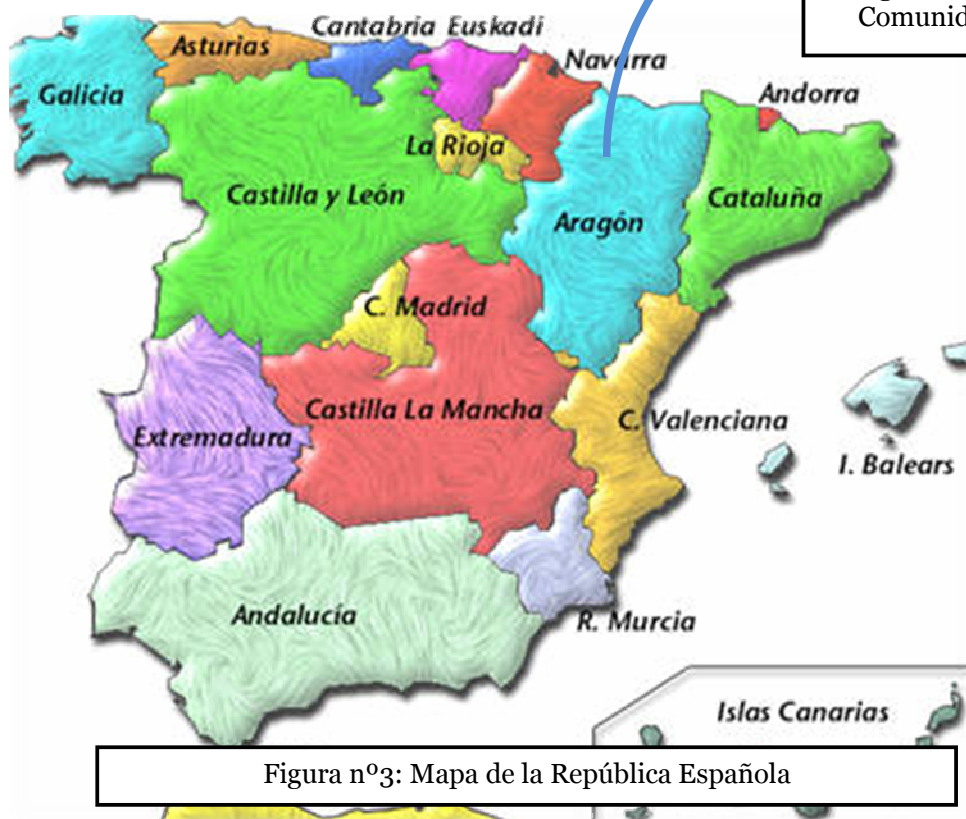 Comunid
Cantabria Euskadi
Asturias
Navarra
Galicia
Andorra
La Rioja
Castilla y León
Cataluña
Aragón
C. Madrid
Castilla La Mancha
C. Valenciana
Extremadura
I. Balears
Andalucía
R. Murcia
Islas Canarias
Figura nº3: Mapa de la República Española